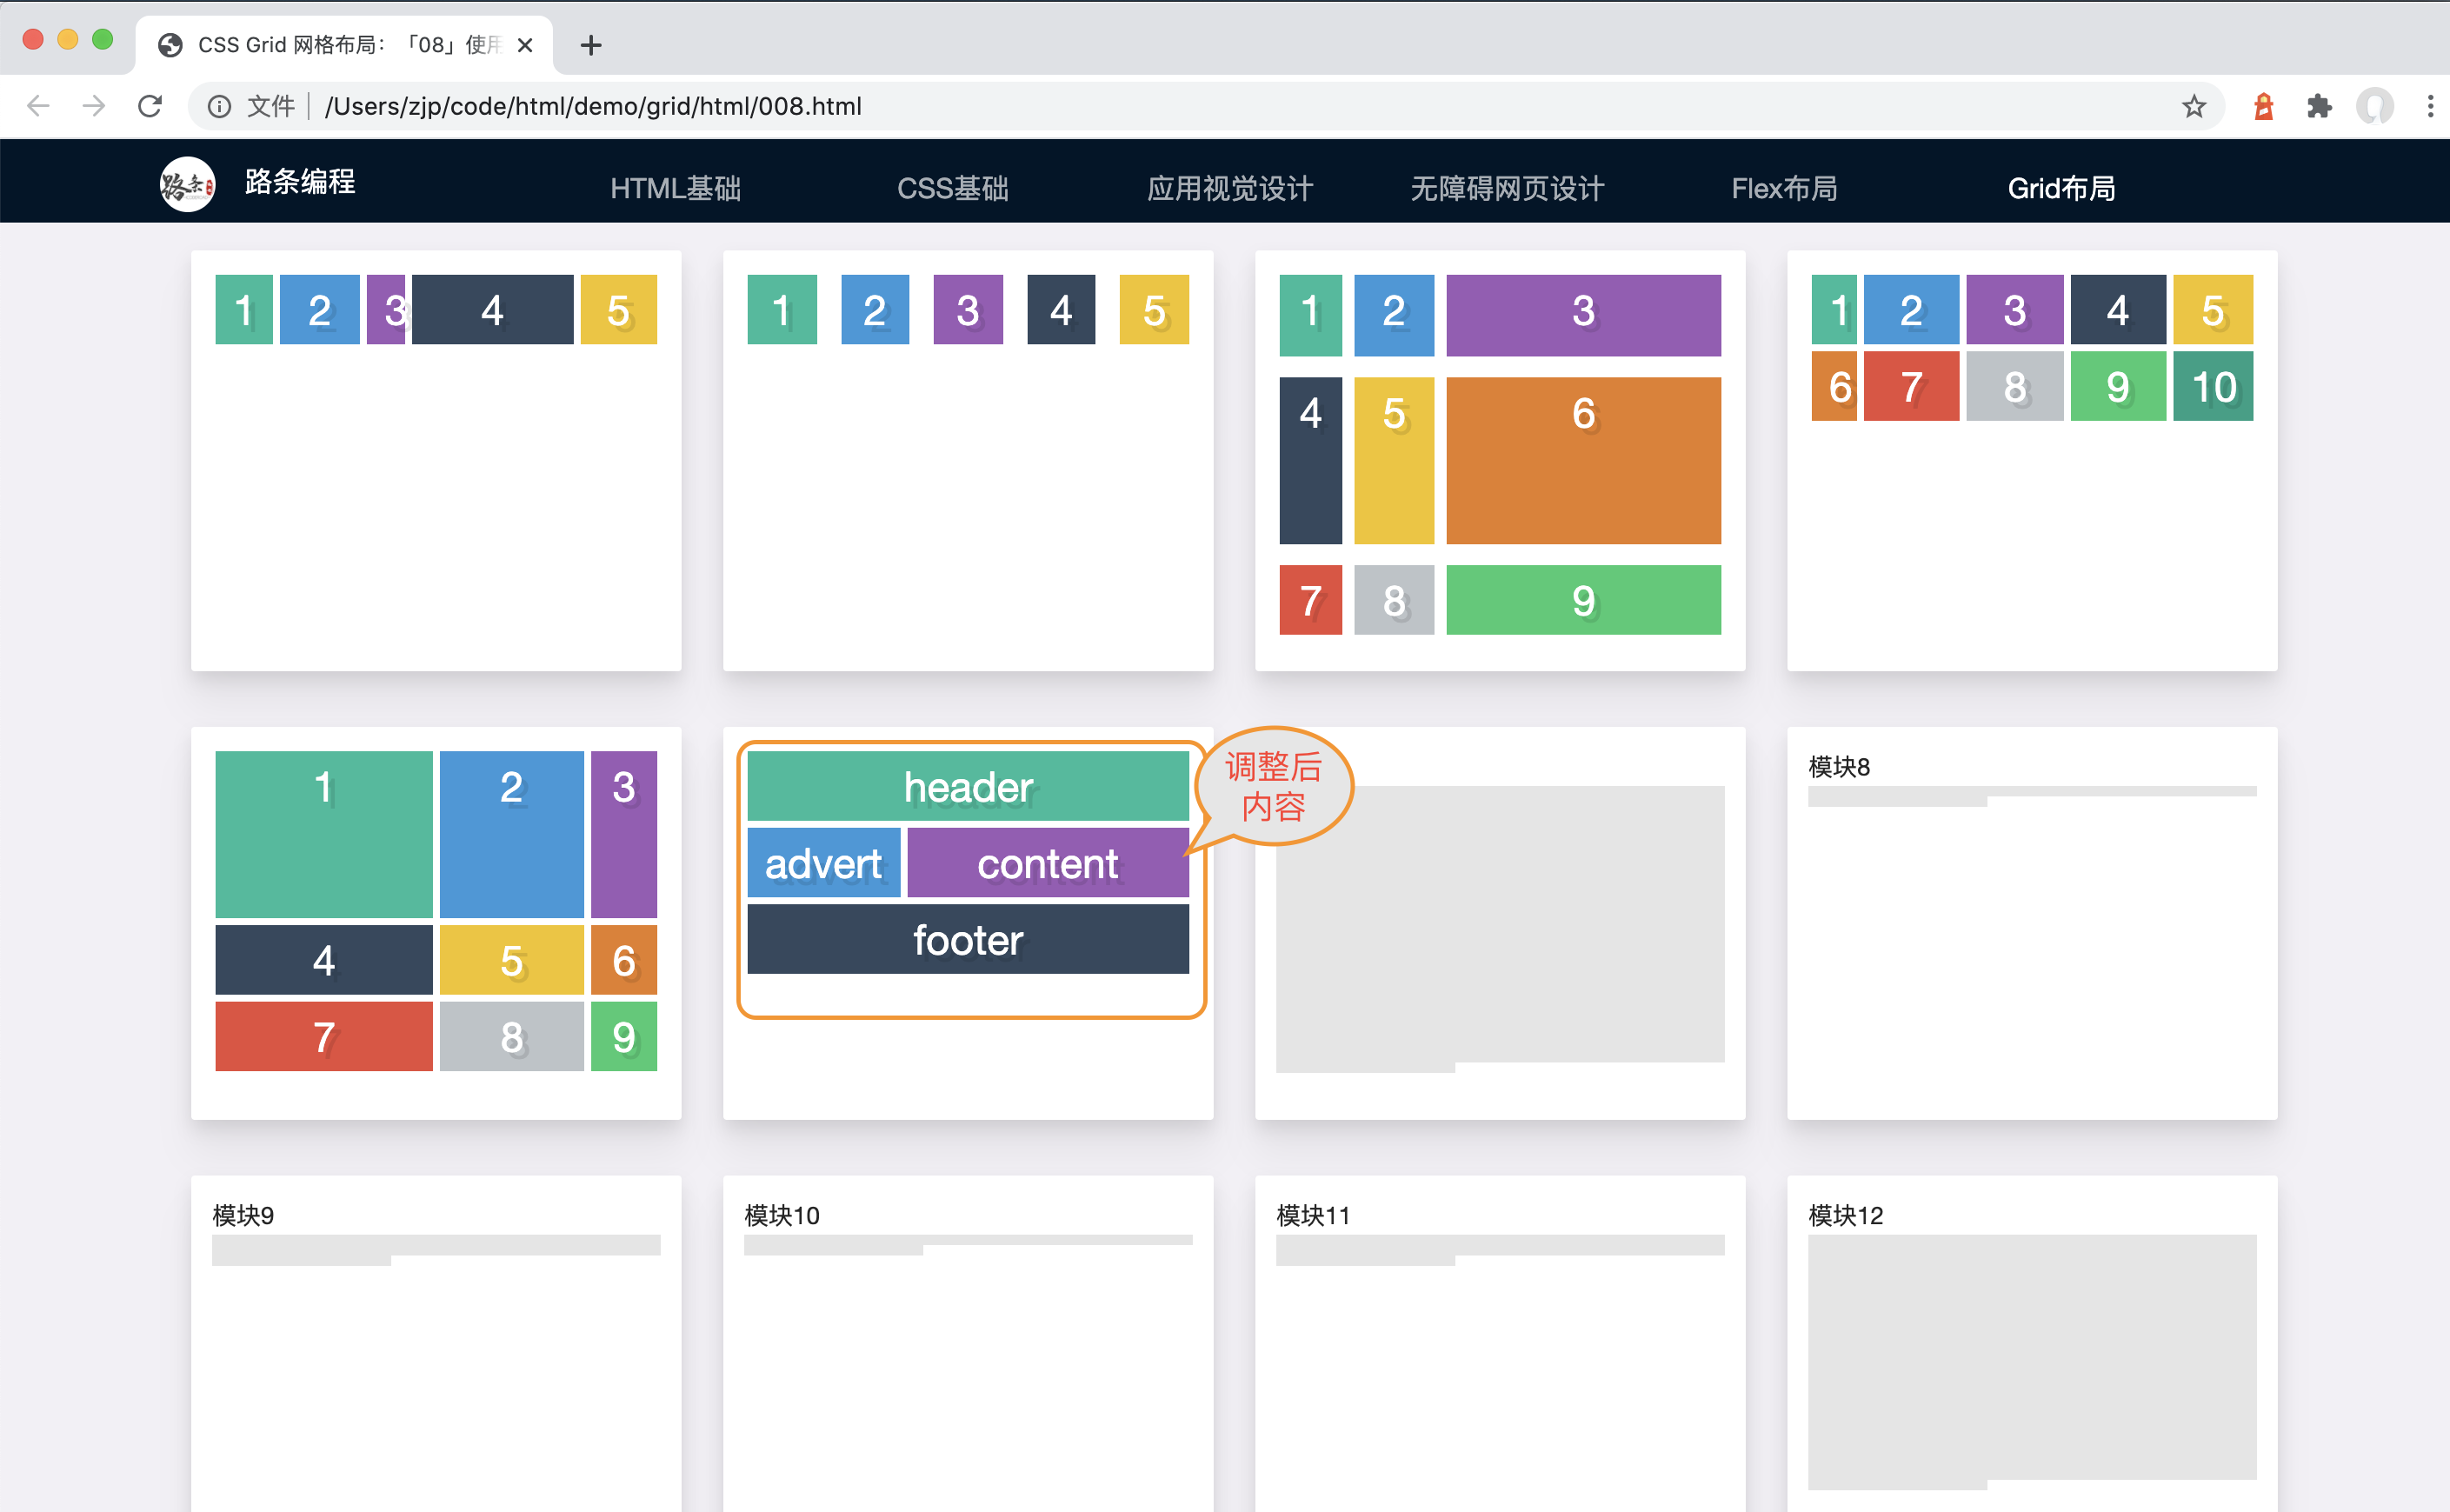 CSS Grid 网格布局：「08」使用
文件 /Users/zjp/code/html/demo/grid/html/008.html
路条
路条编程 HTML基础 CSS基础 应用视觉设计 无障碍网页设计 Flex布局 Grid布局
1 2 3 4 5
1 2 3 4 5
1 2 3
4 5 6
7 8 9
1 2 3 4 5
6 7 8 9 10
1 2 3
4 5 6
7 8 9
header
advert content
footer
调整后
内容
模块8
模块9
模块10
模块11
模块12